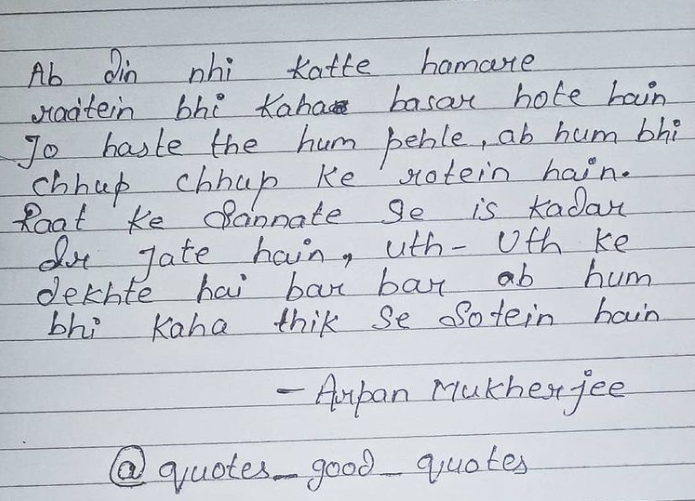 Ab din nhi katte hamare
raatein bhi kaha basar hote hain
Jo haste the hum pehle, ab hum bhi
chhup chhup ke rotein hain.
Raat ke sannate se is kadar
dr jate hain, uth - Uth ke
dekhte hai bar bar ab hum
bhi kaha thik se sotein hain
- Arpan Mukherjee
@quotes_good_quotes